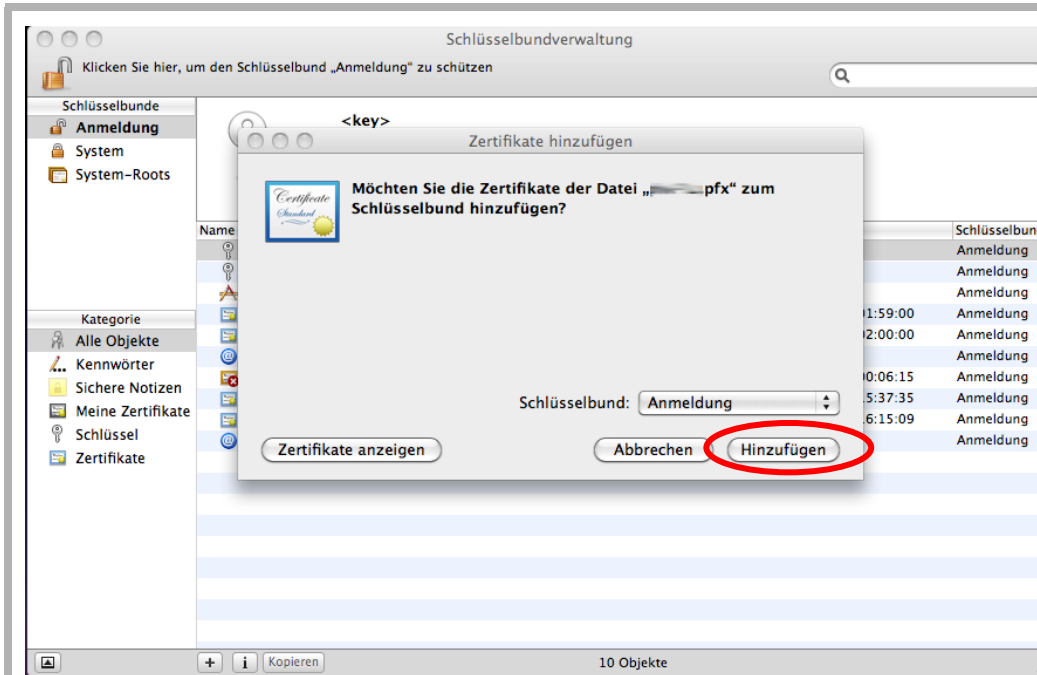 Schlüsselbundverwaltung
Klicken Sie hier, um den Schlüsselbund „Anmeldung" zu schützen
Schlüsselbunde
Anmeldung
System
System-Roots
<key>
Zertifikate hinzufügen
Certificate
Standard
Möchten Sie die Zertifikate der Datei „ pfx" zum
Schlüsselbund hinzufügen?
Schlüsselbund: Anmeldung
Zertifikate anzeigen
Abbrechen
Hinzufügen
Name
Schlüsselbun
Anmeldung
Anmeldung
Anmeldung
1:59:00 Anmeldung
2:00:00 Anmeldung
Anmeldung
0:06:15 Anmeldung
5:37:35 Anmeldung
6:15:09 Anmeldung
Anmeldung
Kategorie
Alle Objekte
Kennwörter
Sichere Notizen
Meine Zertifikate
Schlüssel
Zertifikate
+ i Kopieren
10 Objekte